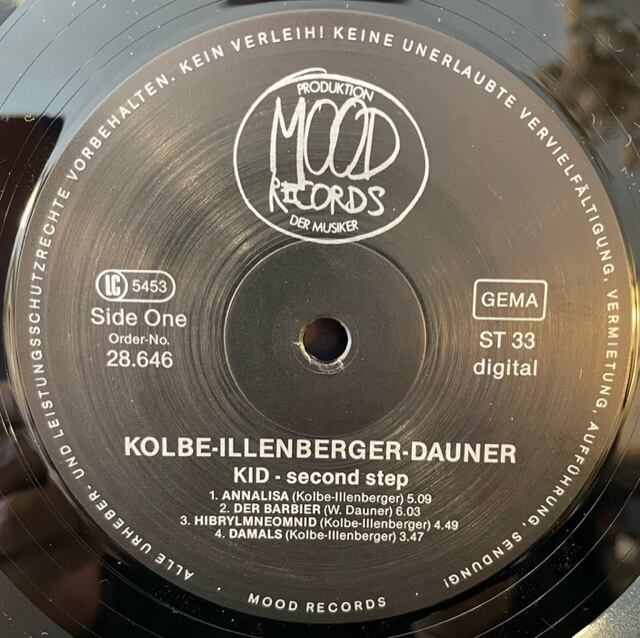 ALLE URHEBER- UND LEISTUNGSSCHUTZRECHTE VORBEHALTEN. KEIN VERLEIH! KEINE UNERLAUBTE VERVIELFÄLTIGUNG, VERMIETUNG, AUFFÜHRUNG, SENDUNG!
PRODUKTION
MOOD
RECORDS
DER MUSIKER
LC 5453
Side One
Order-No.
28.646
GEMA
ST 33
digital
KOLBE-ILLENBERGER-DAUNER
KID - second step
1. ANNALISA (Kolbe-Illenberger) 5.09
2. DER BARBIER (W. Dauner) 6.03
3. HIBRYLMNEOMNID (Kolbe-Illenberger) 4.49
4. DAMALS (Kolbe-Illenberger) 3.47
MOOD RECORDS